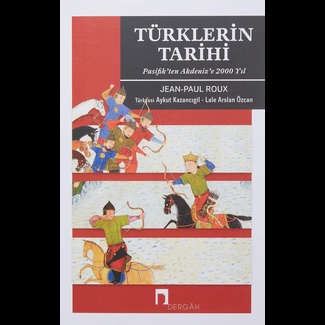 TÜRKLERİN
TARİHİ
Pasifik'ten Akdeniz'e 2000 Yıl
JEAN-PAUL ROUX
Türkçesi Aykut Kazancıgil - Lale Arslan Özcan
DERGÂH